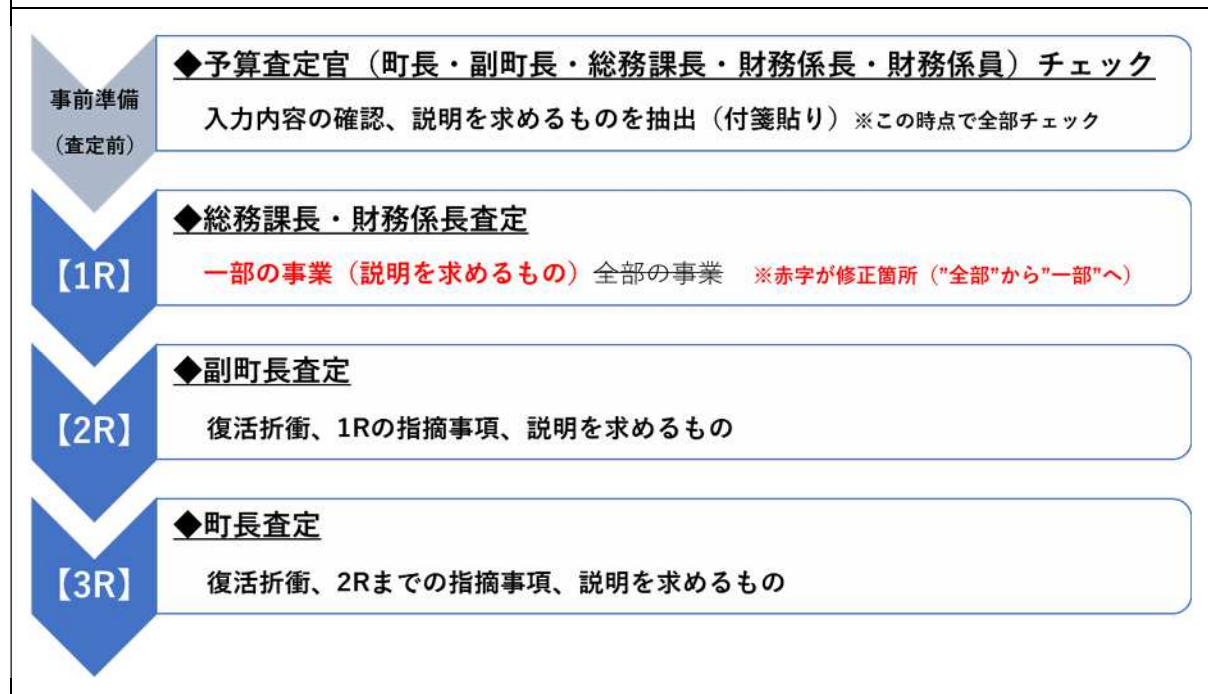 事前準備
(査定前)
◆予算査定官（町長・副町長・総務課長・財務係長・財務係員）チェック
入力内容の確認、説明を求めるものを抽出（付箋貼り）※この時点で全部チェック
【1R】
◆総務課長・財務係長査定
一部の事業（説明を求めるもの）全部の事業　※赤字が修正箇所（”全部”から”一部”へ）
【2R】
◆副町長査定
復活折衝、1Rの指摘事項、説明を求めるもの
【3R】
◆町長査定
復活折衝、2Rまでの指摘事項、説明を求めるもの